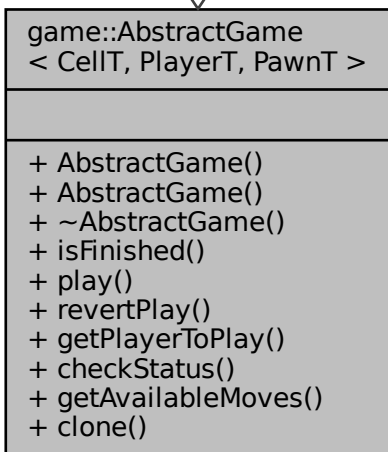 game::AbstractGame
< CellT, PlayerT, PawnT >
+ AbstractGame()
+ AbstractGame()
+ ~AbstractGame()
+ isFinished()
+ play()
+ revertPlay()
+ getPlayerToPlay()
+ checkStatus()
+ getAvailableMoves()
+ clone()